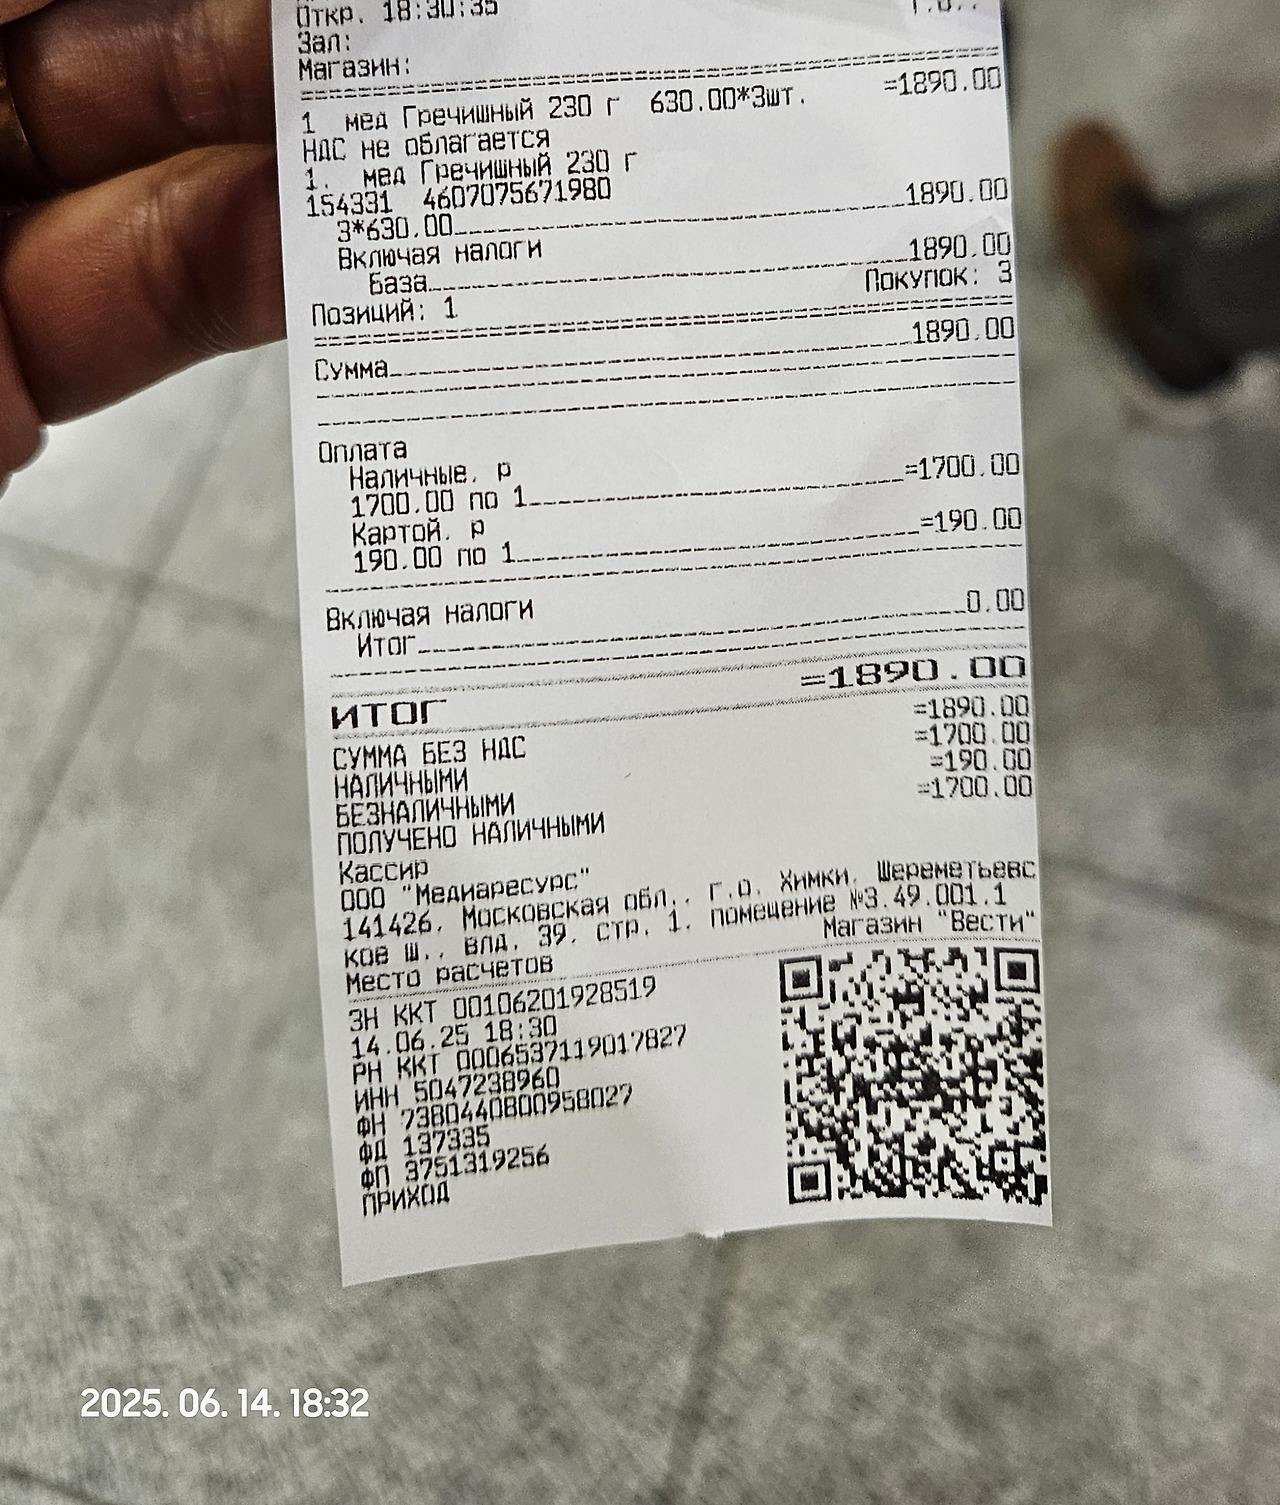 Откр. 18:30:35
Зал:
Магазин:
1 мед Гречишный 230 г 630.00*3шт. =1890.00
НДС не облагается
1. мед Гречишный 230 г
154331 4607075671980
3*630.00 1890.00
Включая налоги
База 1890.00
Позиций: 1 Покупок: 3
Сумма 1890.00
Оплата
Наличные, р
1700.00 по 1 =1700.00
Картой, р
190.00 по 1 =190.00
Включая налоги
Итог 0.00
ИТОГ =1890.00
СУММА БЕЗ НДС =1890.00
НАЛИЧНЫМИ =1700.00
БЕЗНАЛИЧНЫМИ =190.00
ПОЛУЧЕНО НАЛИЧНЫМИ =1700.00
Кассир
ООО "Медиаресурс"
141426, Московская обл., г.о. Химки, Шереметьевс
кое ш., влд. 39, стр. 1, помещение №3.49.001.1
Место расчетов Магазин "Вести"
ЗН ККТ 00106201928519
14.06.25 18:30
РН ККТ 0006537119017827
ИНН 5047238960
ФН 7380440800958027
ФД 137335
ФП 3751319256
ПРИХОД
2025. 06. 14. 18:32